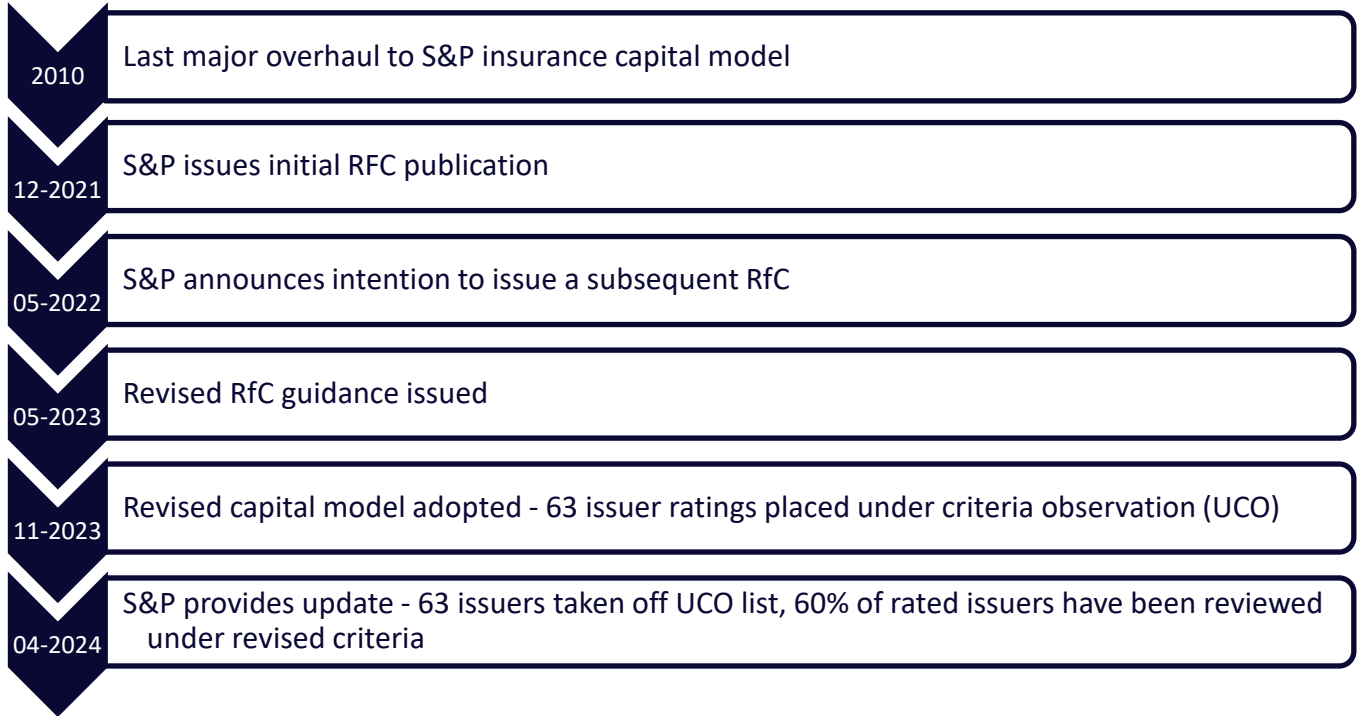 2010
Last major overhaul to S&P insurance capital model
12-2021
S&P issues initial RFC publication
05-2022
S&P announces intention to issue a subsequent RfC
05-2023
Revised RfC guidance issued
11-2023
Revised capital model adopted - 63 issuer ratings placed under criteria observation (UCO)
04-2024
S&P provides update - 63 issuers taken off UCO list, 60% of rated issuers have been reviewed
under revised criteria